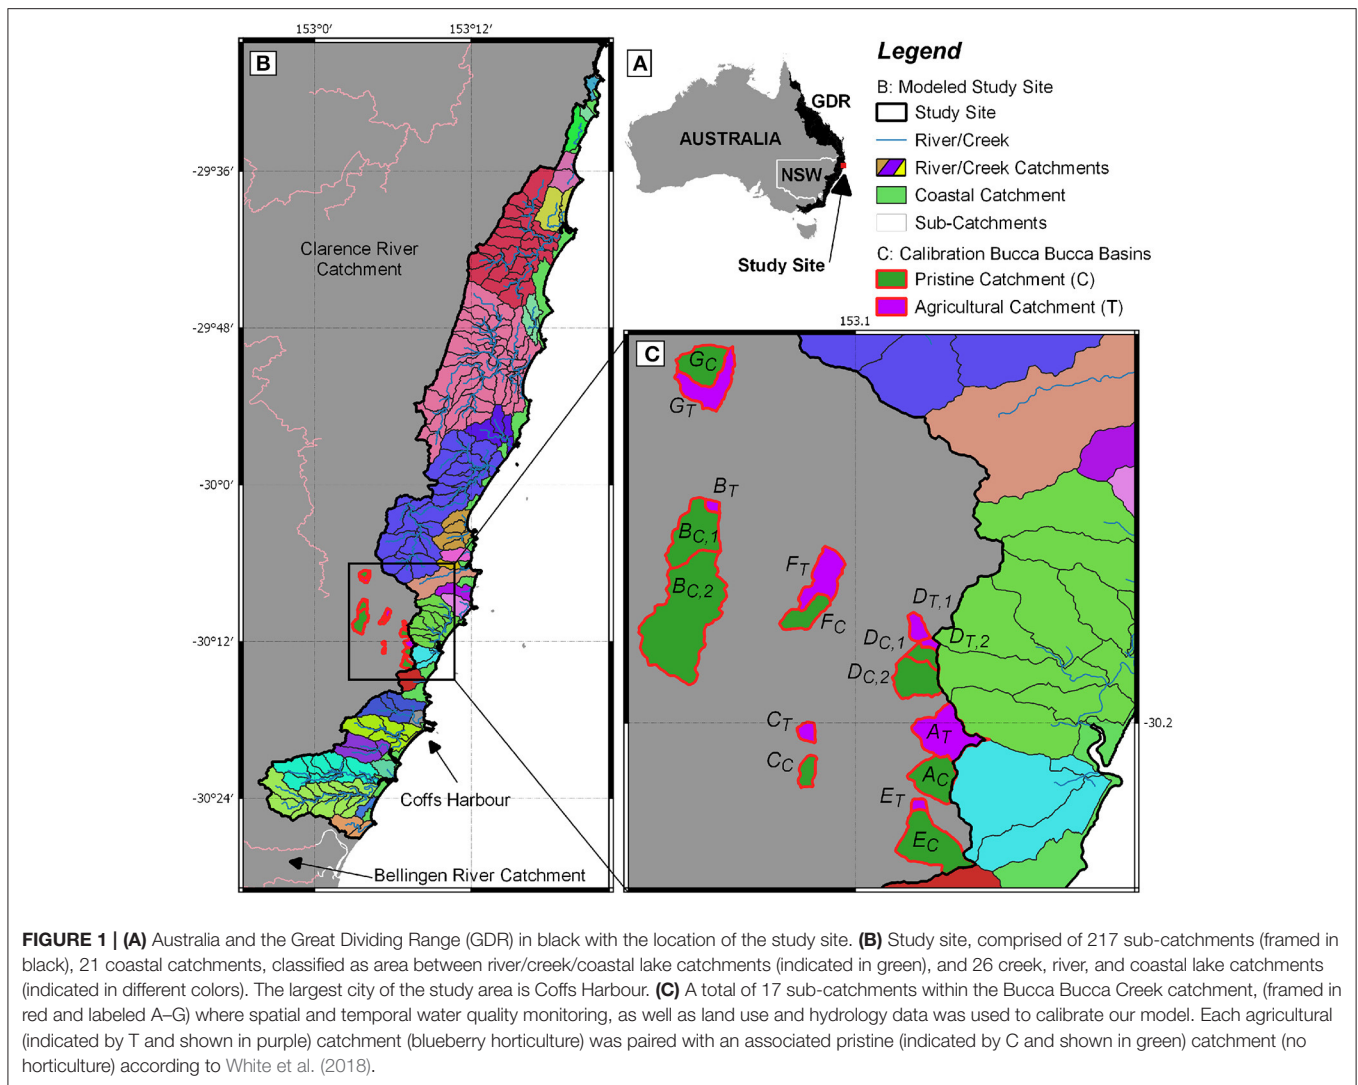 153°0′
153°12′
B
-29°36′
Clarence River
Catchment
-29°48′
-30°0′
-30°12′
-30°24′
Coffs Harbour
Bellingen River Catchment
A
GDR
AUSTRALIA
NSW
Study Site
Legend
B: Modeled Study Site
Study Site
River/Creek
River/Creek Catchments
Coastal Catchment
Sub-Catchments
C: Calibration Bucca Bucca Basins
Pristine Catchment (C)
Agricultural Catchment (T)
153.1
C
GC
GT
BT
BC,1
BC,2
FT
FC
DT,1
DC,1
DT,2
DC,2
CT
AT
-30.2
CC
AC
ET
EC
FIGURE 1 | (A) Australia and the Great Dividing Range (GDR) in black with the location of the study site. (B) Study site, comprised of 217 sub-catchments (framed in
black), 21 coastal catchments, classified as area between river/creek/coastal lake catchments (indicated in green), and 26 creek, river, and coastal lake catchments
(indicated in different colors). The largest city of the study area is Coffs Harbour. (C) A total of 17 sub-catchments within the Bucca Bucca Creek catchment, (framed in
red and labeled A–G) where spatial and temporal water quality monitoring, as well as land use and hydrology data was used to calibrate our model. Each agricultural
(indicated by T and shown in purple) catchment (blueberry horticulture) was paired with an associated pristine (indicated by C and shown in green) catchment (no
horticulture) according to White et al. (2018).